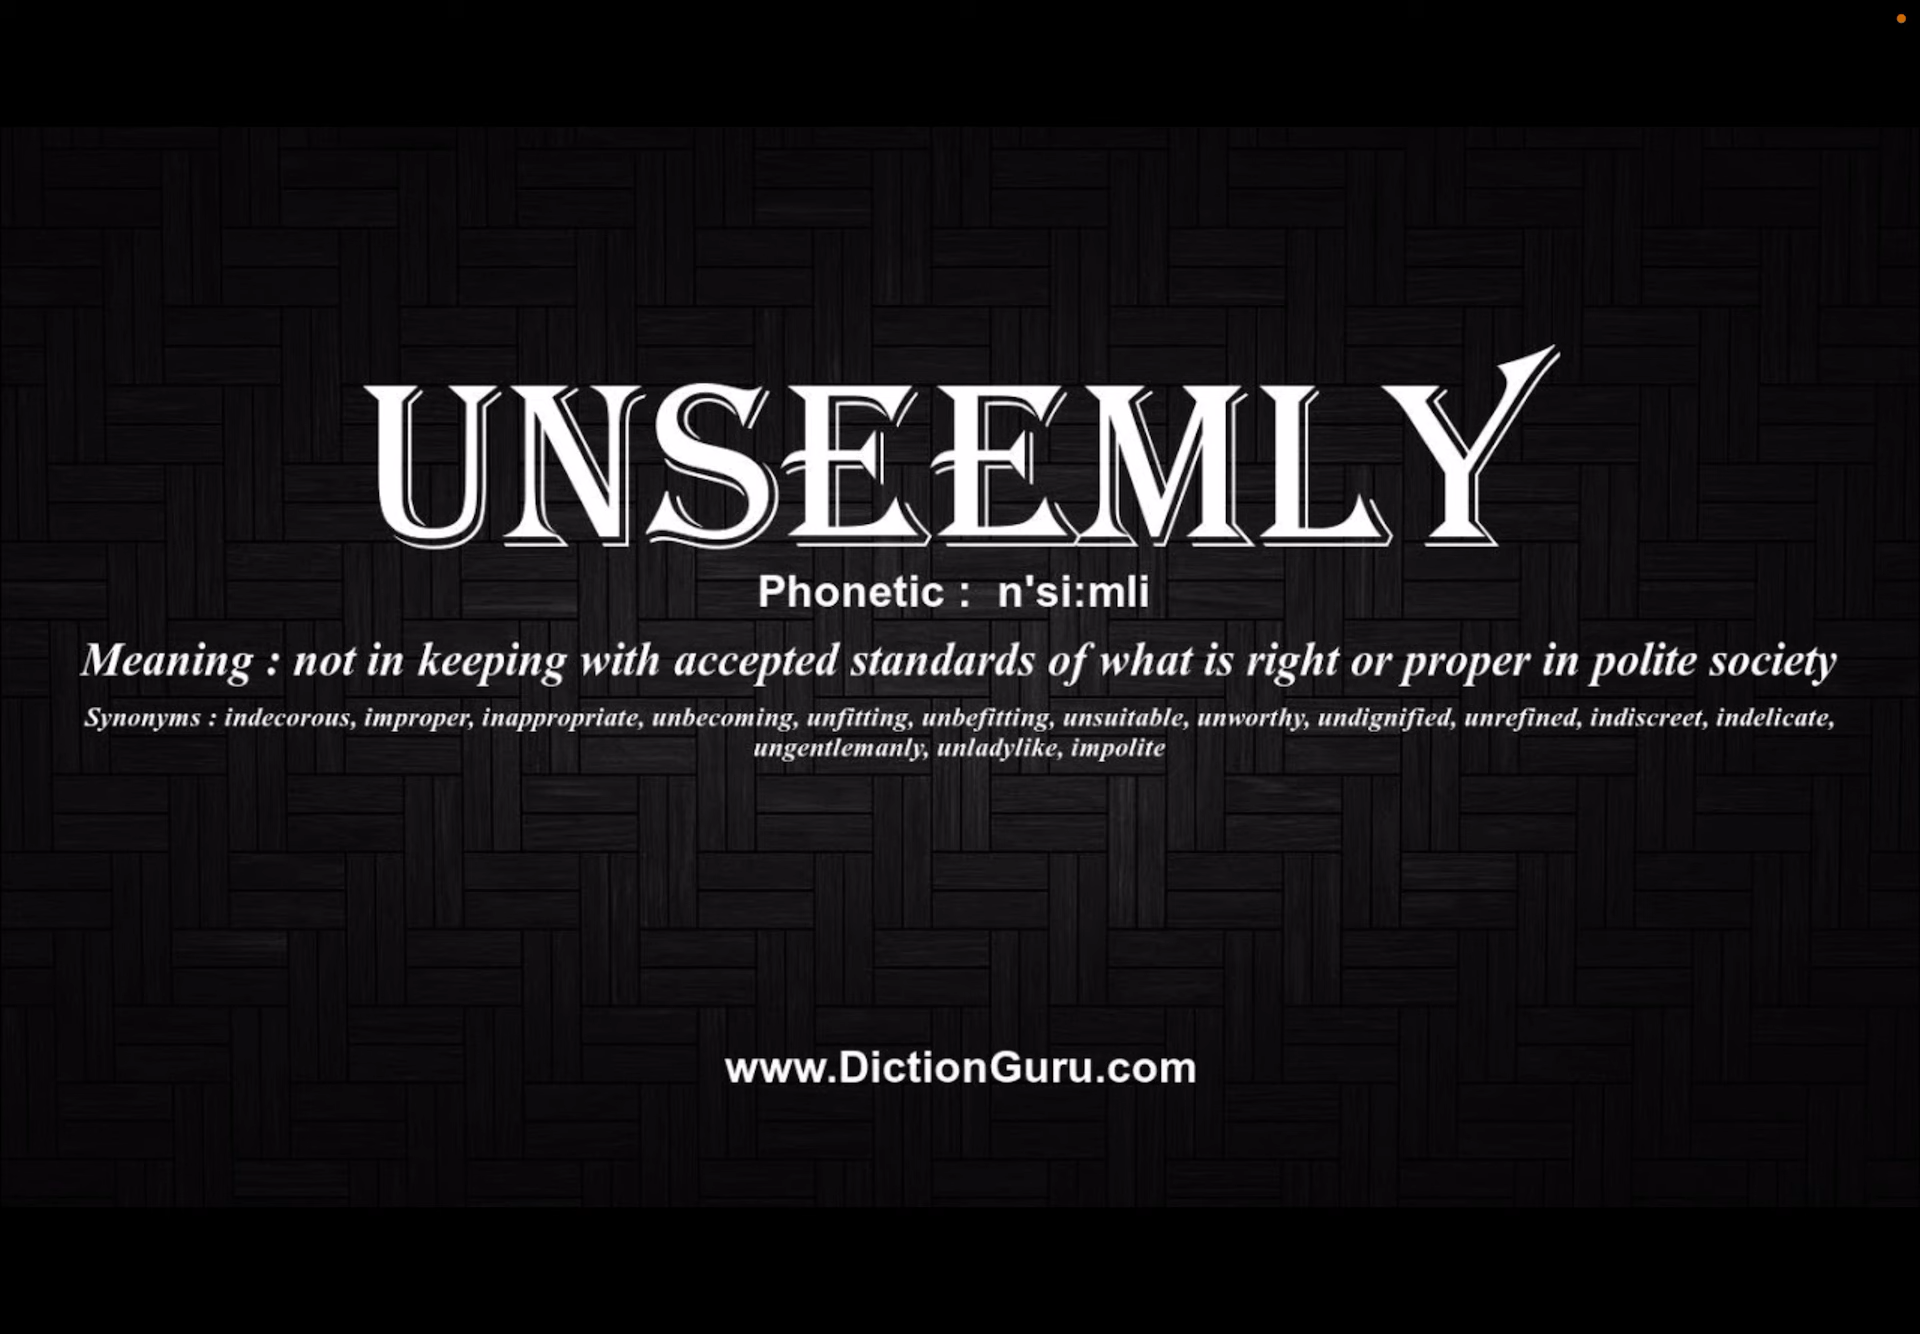 UNSEEMLY
Phonetic :  n'si:mli
Meaning : not in keeping with accepted standards of what is right or proper in polite society
Synonyms : indecorous, improper, inappropriate, unbecoming, unfitting, unbefitting, unsuitable, unworthy, undignified, unrefined, indiscreet, indelicate,
ungentlemanly, unladylike, impolite
www.DictionGuru.com